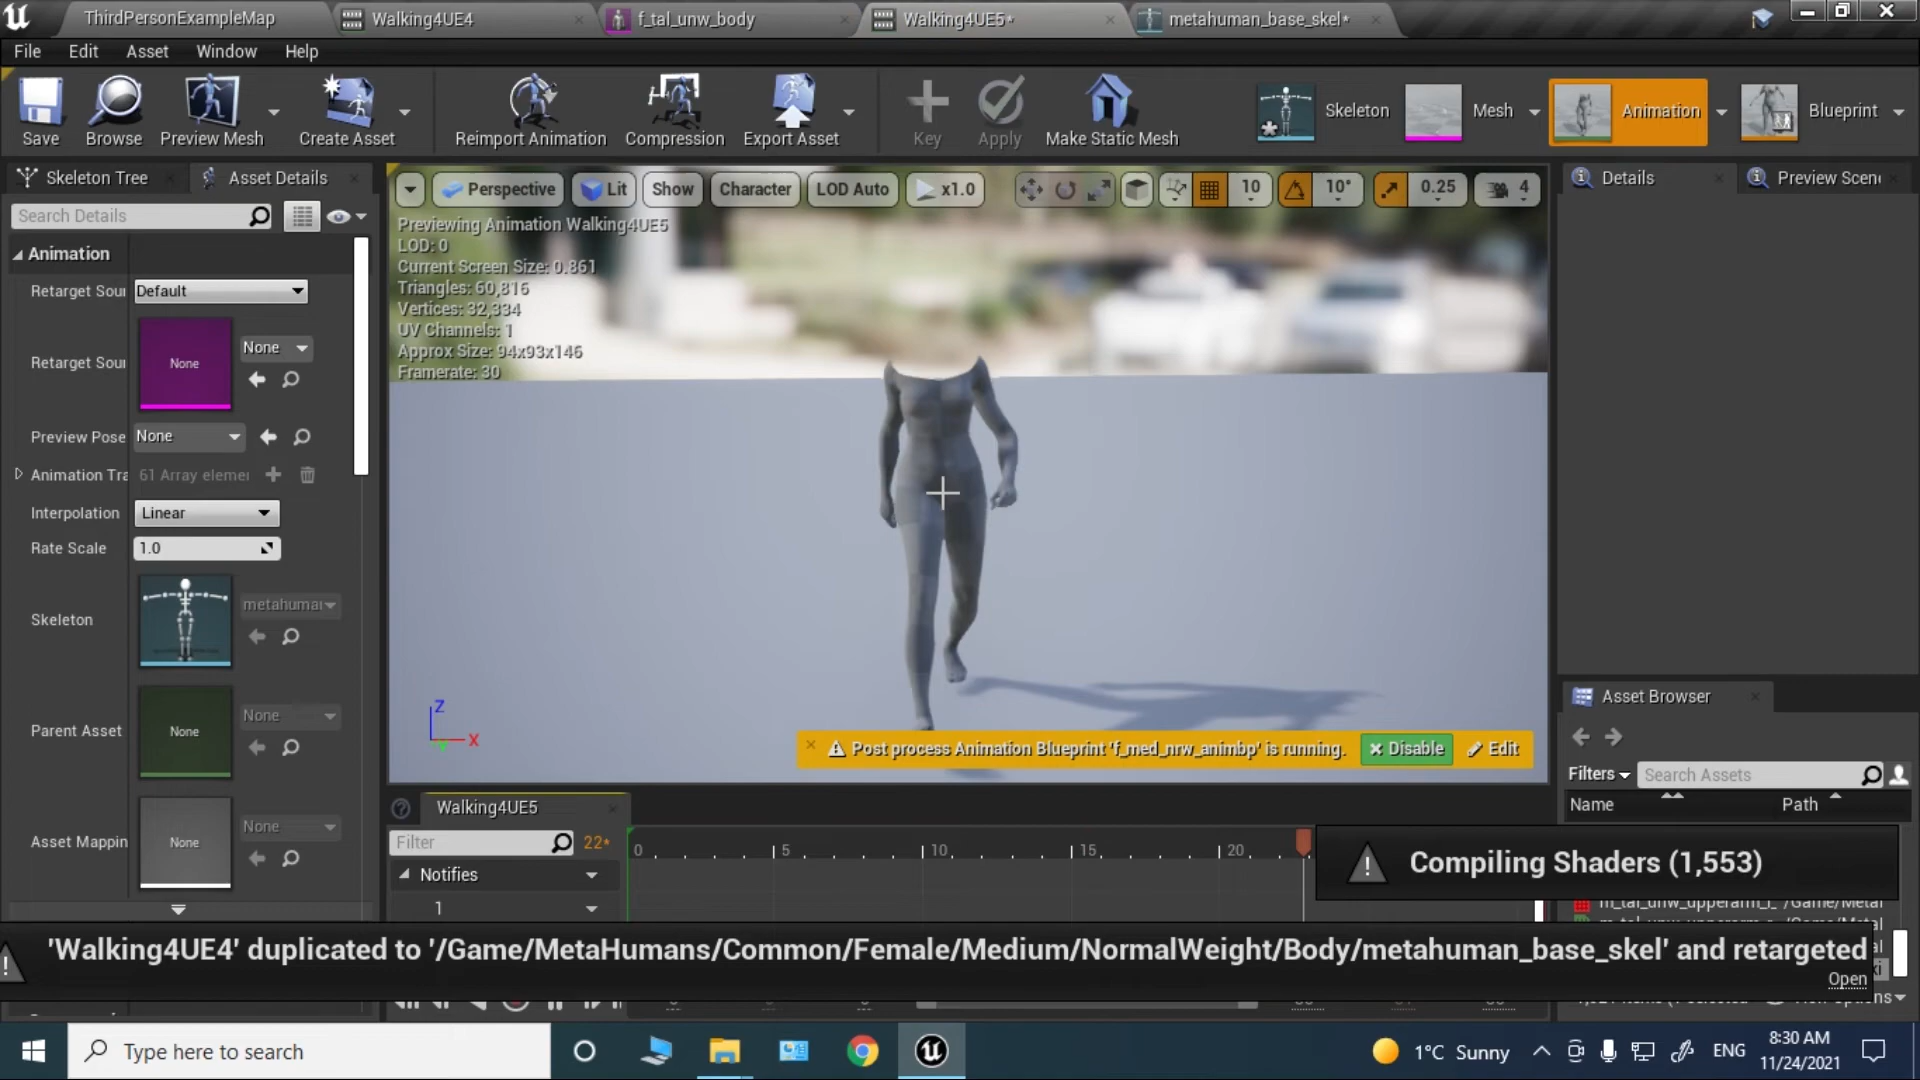 ThirdPersonExampleMap
Walking4UE4
f_tal_unw_body
Walking4UE5*
metahuman_base_skel*
File Edit Asset Window Help
Save
Browse
Preview Mesh
Create Asset
Reimport Animation
Compression
Export Asset
Key
Apply
Make Static Mesh
Skeleton
Mesh
Animation
Blueprint
Skeleton Tree
Asset Details
Search Details
Animation
Retarget Sour
Default
Retarget Sour
None
None
Preview Pose
None
Animation Tra
61 Array elemer
Interpolation
Linear
Rate Scale
1.0
Skeleton
metahumar
Parent Asset
None
None
Asset Mappin
None
None
Perspective
Lit
Show
Character
LOD Auto
x1.0
10
10°
0.25
4
Previewing Animation Walking4UE5
LOD: 0
Current Screen Size: 0.861
Triangles: 60,816
Vertices: 32,334
UV Channels: 1
Approx Size: 94x93x146
Framerate: 30
Z
X
Y
Post process Animation Blueprint 'f_med_nrw_animbp' is running.
Disable
Edit
Details
Preview Scen
Asset Browser
Filters
Search Assets
Name
Path
Walking4UE5
Filter
22*
0 5 10 15 20
Notifies
1
Compiling Shaders (1,553)
'Walking4UE4' duplicated to '/Game/MetaHumans/Common/Female/Medium/NormalWeight/Body/metahuman_base_skel' and retargeted
Open
Type here to search
1°C Sunny
ENG
8:30 AM
11/24/2021